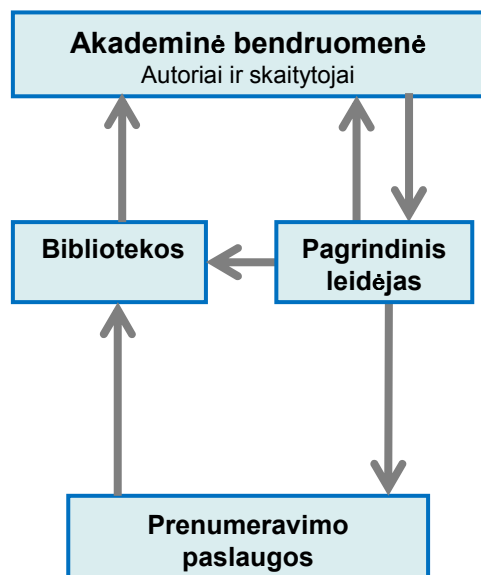 Akademinė bendruomenė
Autoriai ir skaitytojai
Bibliotekos
Pagrindinis
leidėjas
Prenumeravimo
paslaugos